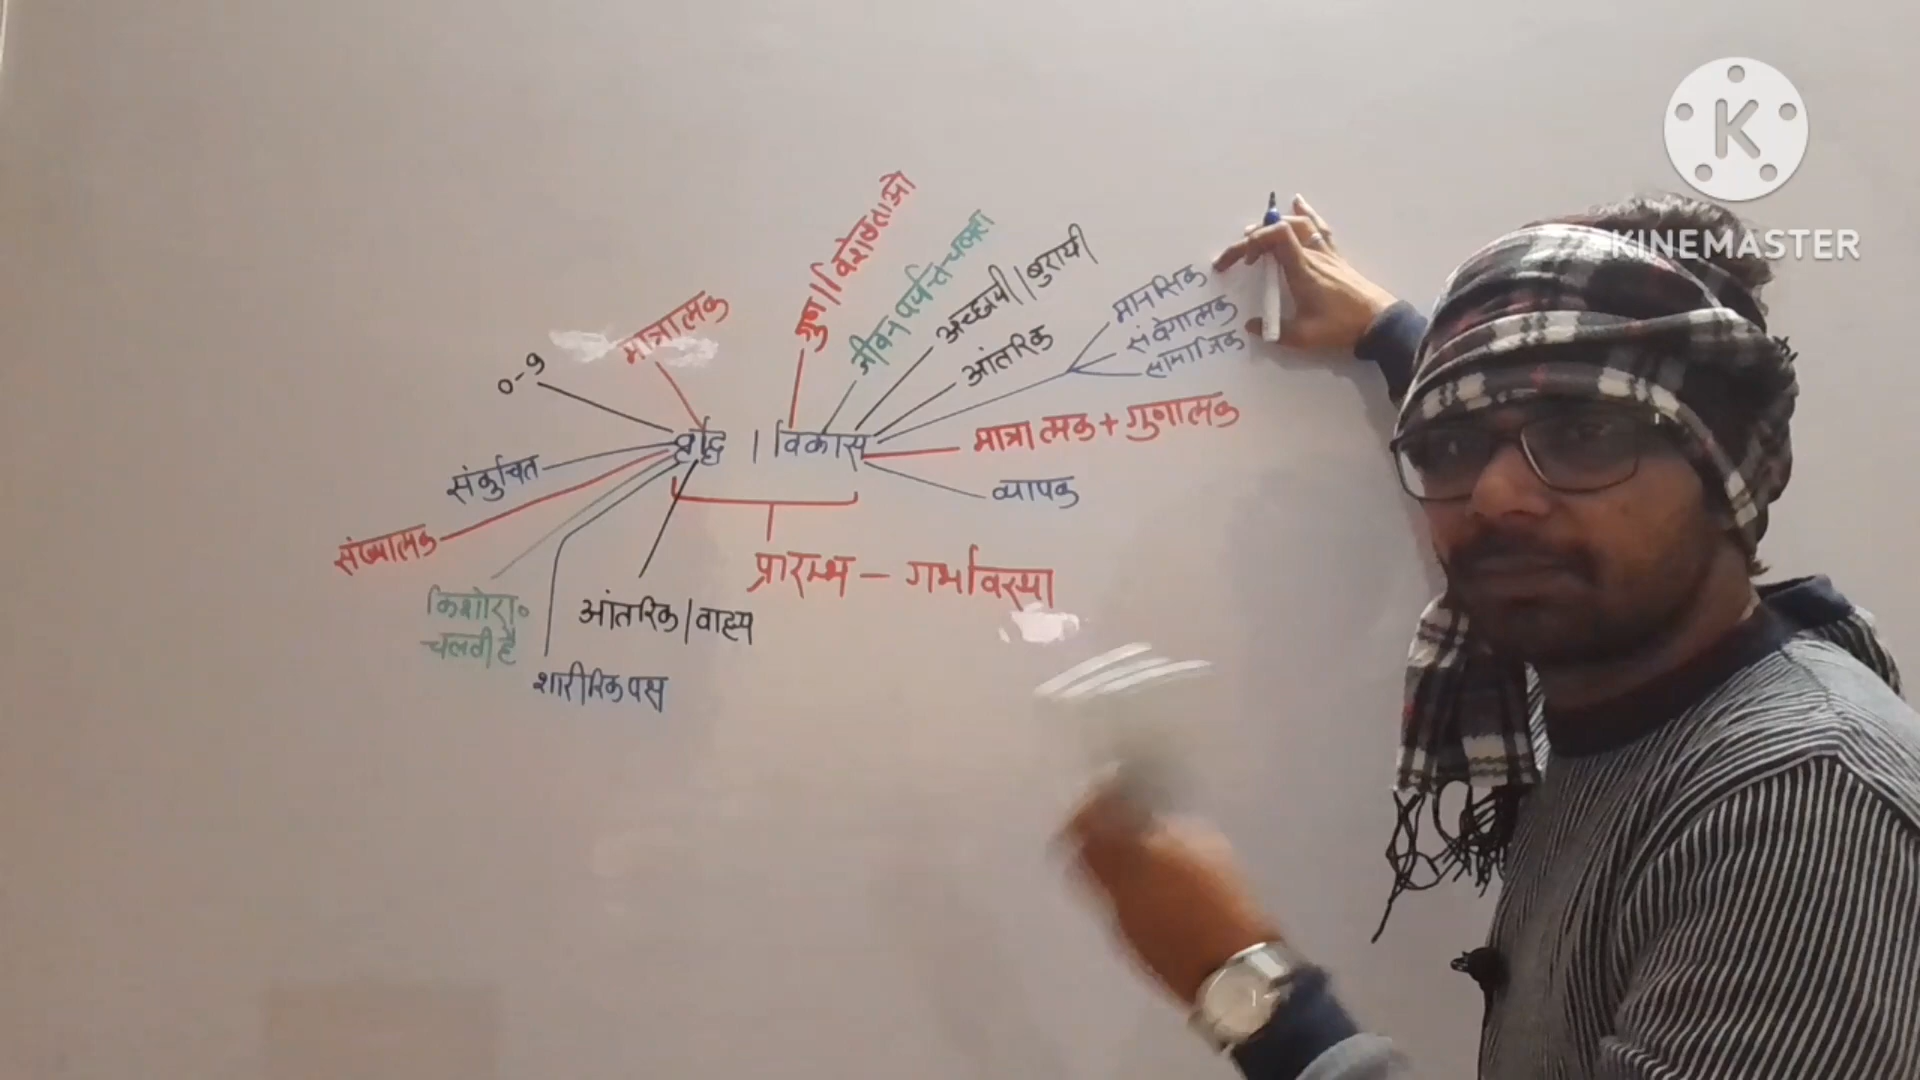 K
KINEMASTER
गुण/विशेषताओ
जीवन पर्यन्त चलता
अच्छायी/बुरायी
आंतरिक
मानसिक
संवेगात्मक
सामाजिक
मात्रात्मक
0-9
वृद्धि | विकास
मात्रात्मक + गुणात्मक
व्यापक
संकुचित
संख्यात्मक
प्रारम्भ - गर्भावस्था
किशोरा०
चलती है
आंतरिक/वाह्य
शारीरिक पक्ष